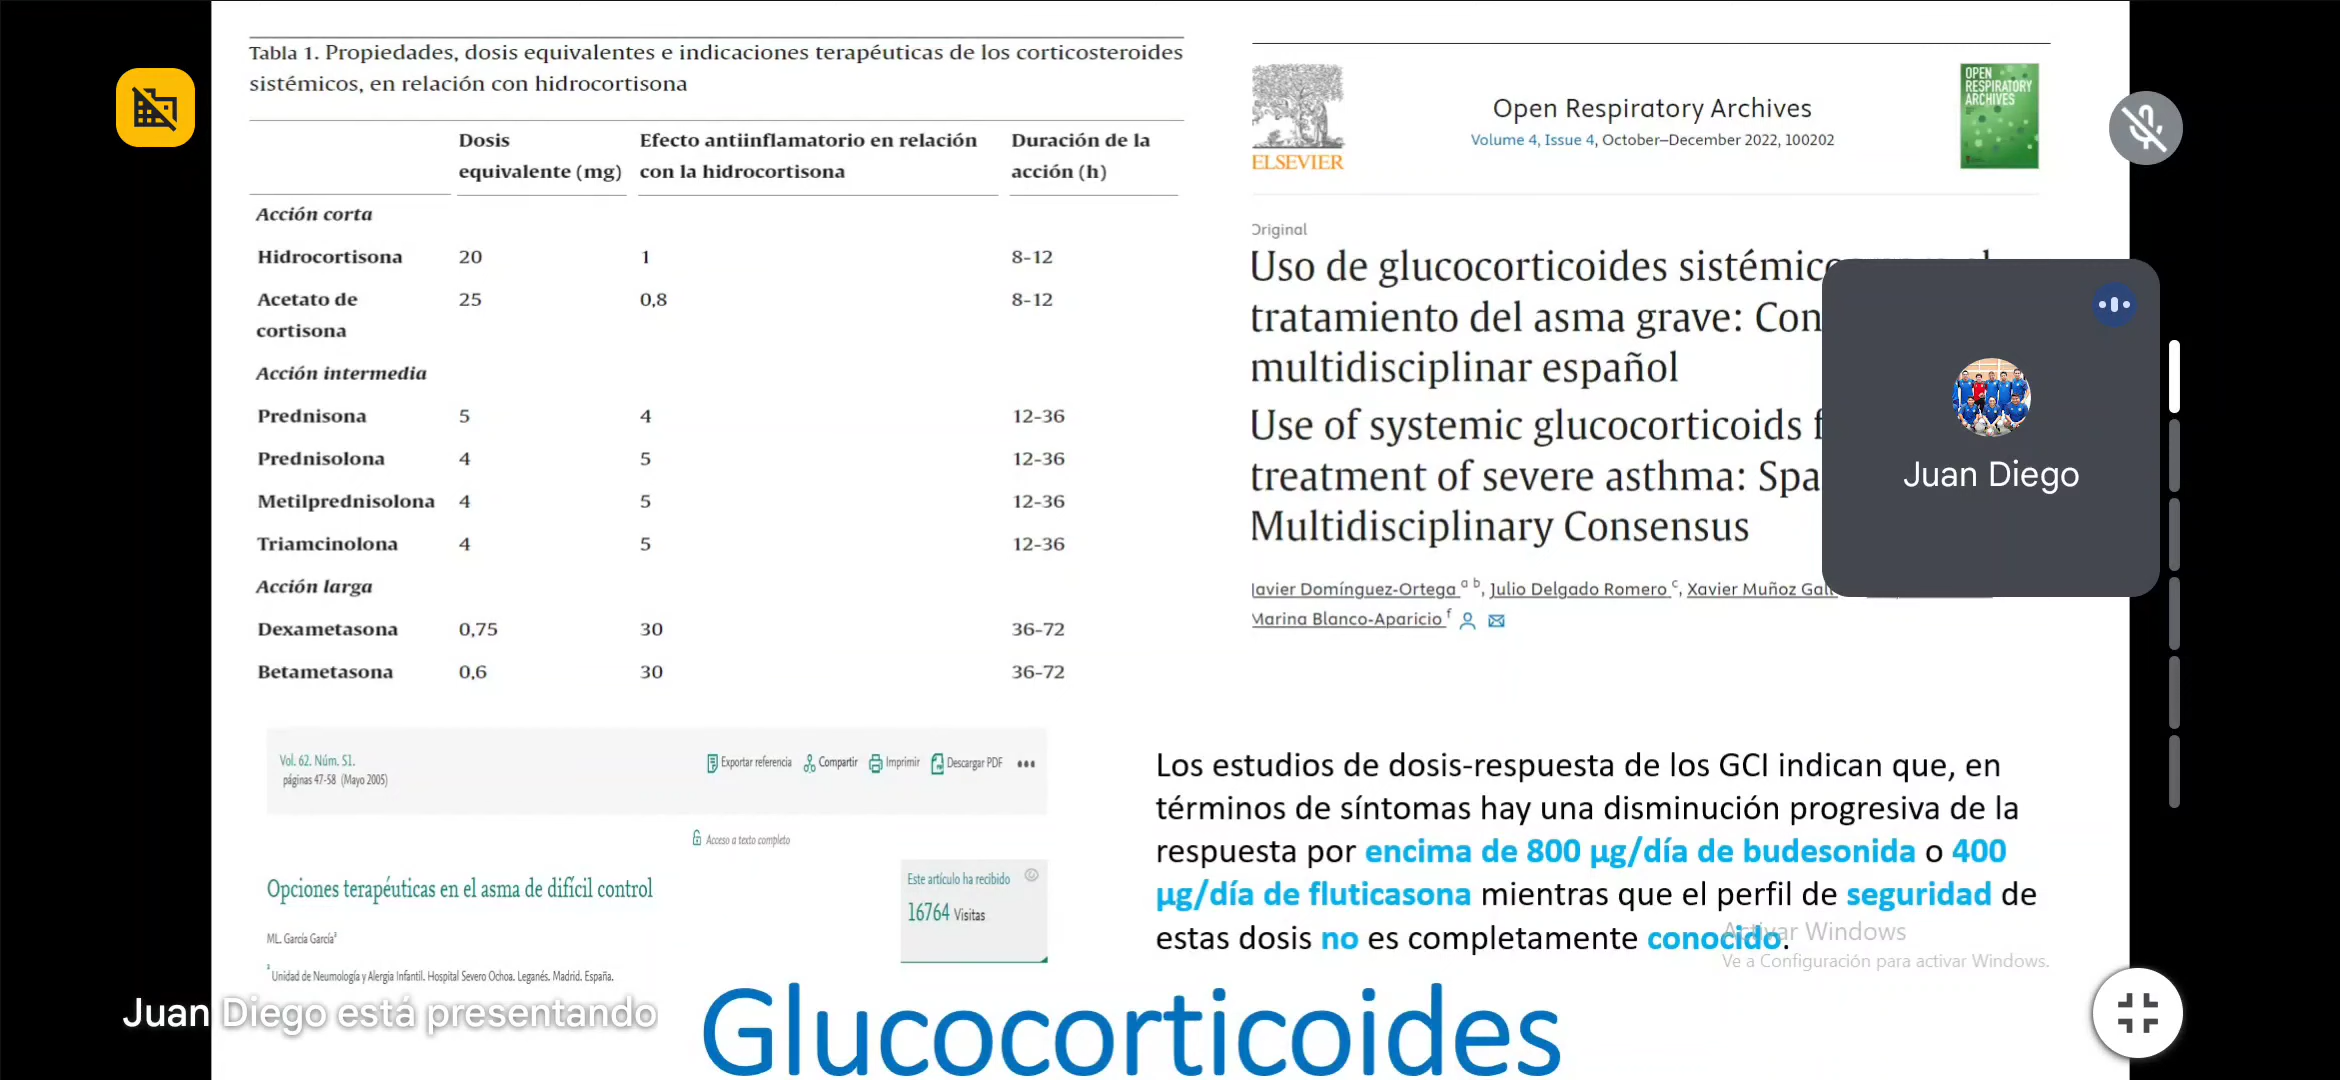 Tabla 1. Propiedades, dosis equivalentes e indicaciones terapéuticas de los corticosteroides
sistémicos, en relación con hidrocortisona
Dosis
equivalente (mg)
Efecto antiinflamatorio en relación
con la hidrocortisona
Duración de la
acción (h)
Acción corta
Hidrocortisona 20 1 8-12
Acetato de 25 0,8 8-12
cortisona
Acción intermedia
Prednisona 5 4 12-36
Prednisolona 4 5 12-36
Metilprednisolona 4 5 12-36
Triamcinolona 4 5 12-36
Acción larga
Dexametasona 0,75 30 36-72
Betametasona 0,6 30 36-72
ELSEVIER
Open Respiratory Archives
Volume 4, Issue 4, October–December 2022, 100202
OPEN
RESPIRATORY
ARCHIVES
Original
Uso de glucocorticoides
tratamiento del asma grave:
multidisciplinar español
Use of systemic glucocorticoids
treatment of severe asthma:
Multidisciplinary Consensus
Javier Domínguez-Ortega a b, Julio Delgado Romero c, Xavier Muñoz
Marina Blanco-Aparicio f
Juan Diego
Vol. 62. Núm. S1.
páginas 47-58 (Mayo 2005)
Exportar referencia Compartir Imprimir Descargar PDF
Acceso a texto completo
Opciones terapéuticas en el asma de difícil control
Este artículo ha recibido
16764 Visitas
ML. García García a
a Unidad de Neumología y Alergia Infantil. Hospital Severo Ochoa. Leganés. Madrid. España.
Los estudios de dosis-respuesta de los GCI indican que, en
términos de síntomas hay una disminución progresiva de la
respuesta por encima de 800 µg/día de budesonida o 400
µg/día de fluticasona mientras que el perfil de seguridad de
estas dosis no es completamente conocido.
Activar Windows
Ve a Configuración para activar Windows.
Juan Diego está presentando
Glucocorticoides